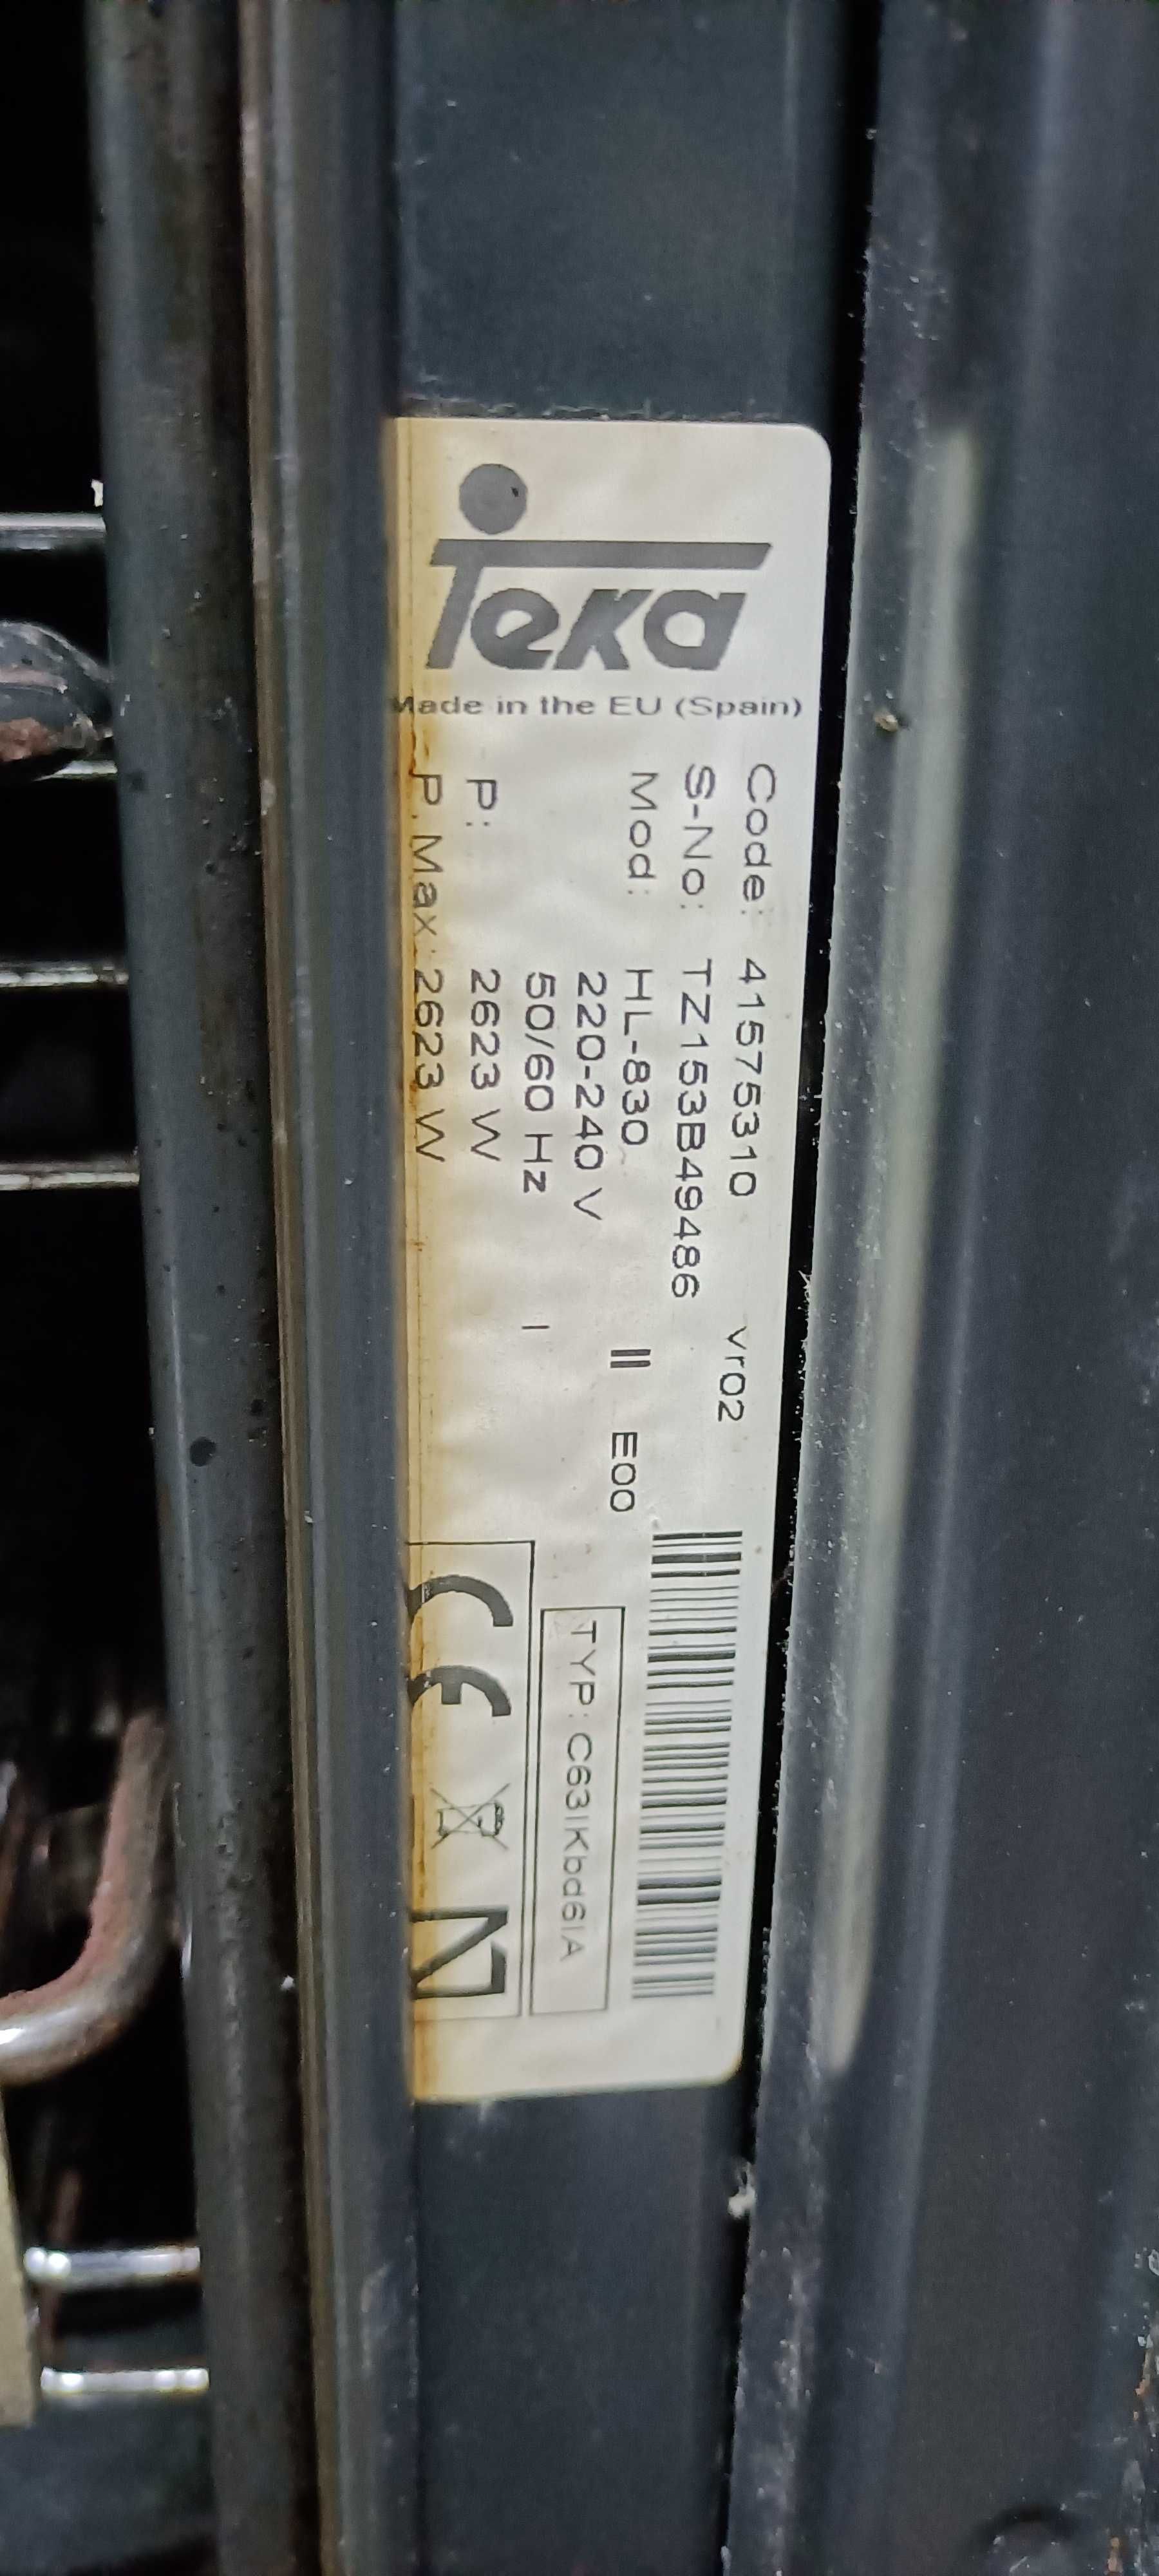 Teka
Made in the EU (Spain)
Code: 41575310 vr02
S-No: TZ153B49486
Mod: HL-830 E00
220-240 V
50/60 Hz
P: 2623 W
P.Max: 2623 W
TYP: C63IKbd6IA
CE
N